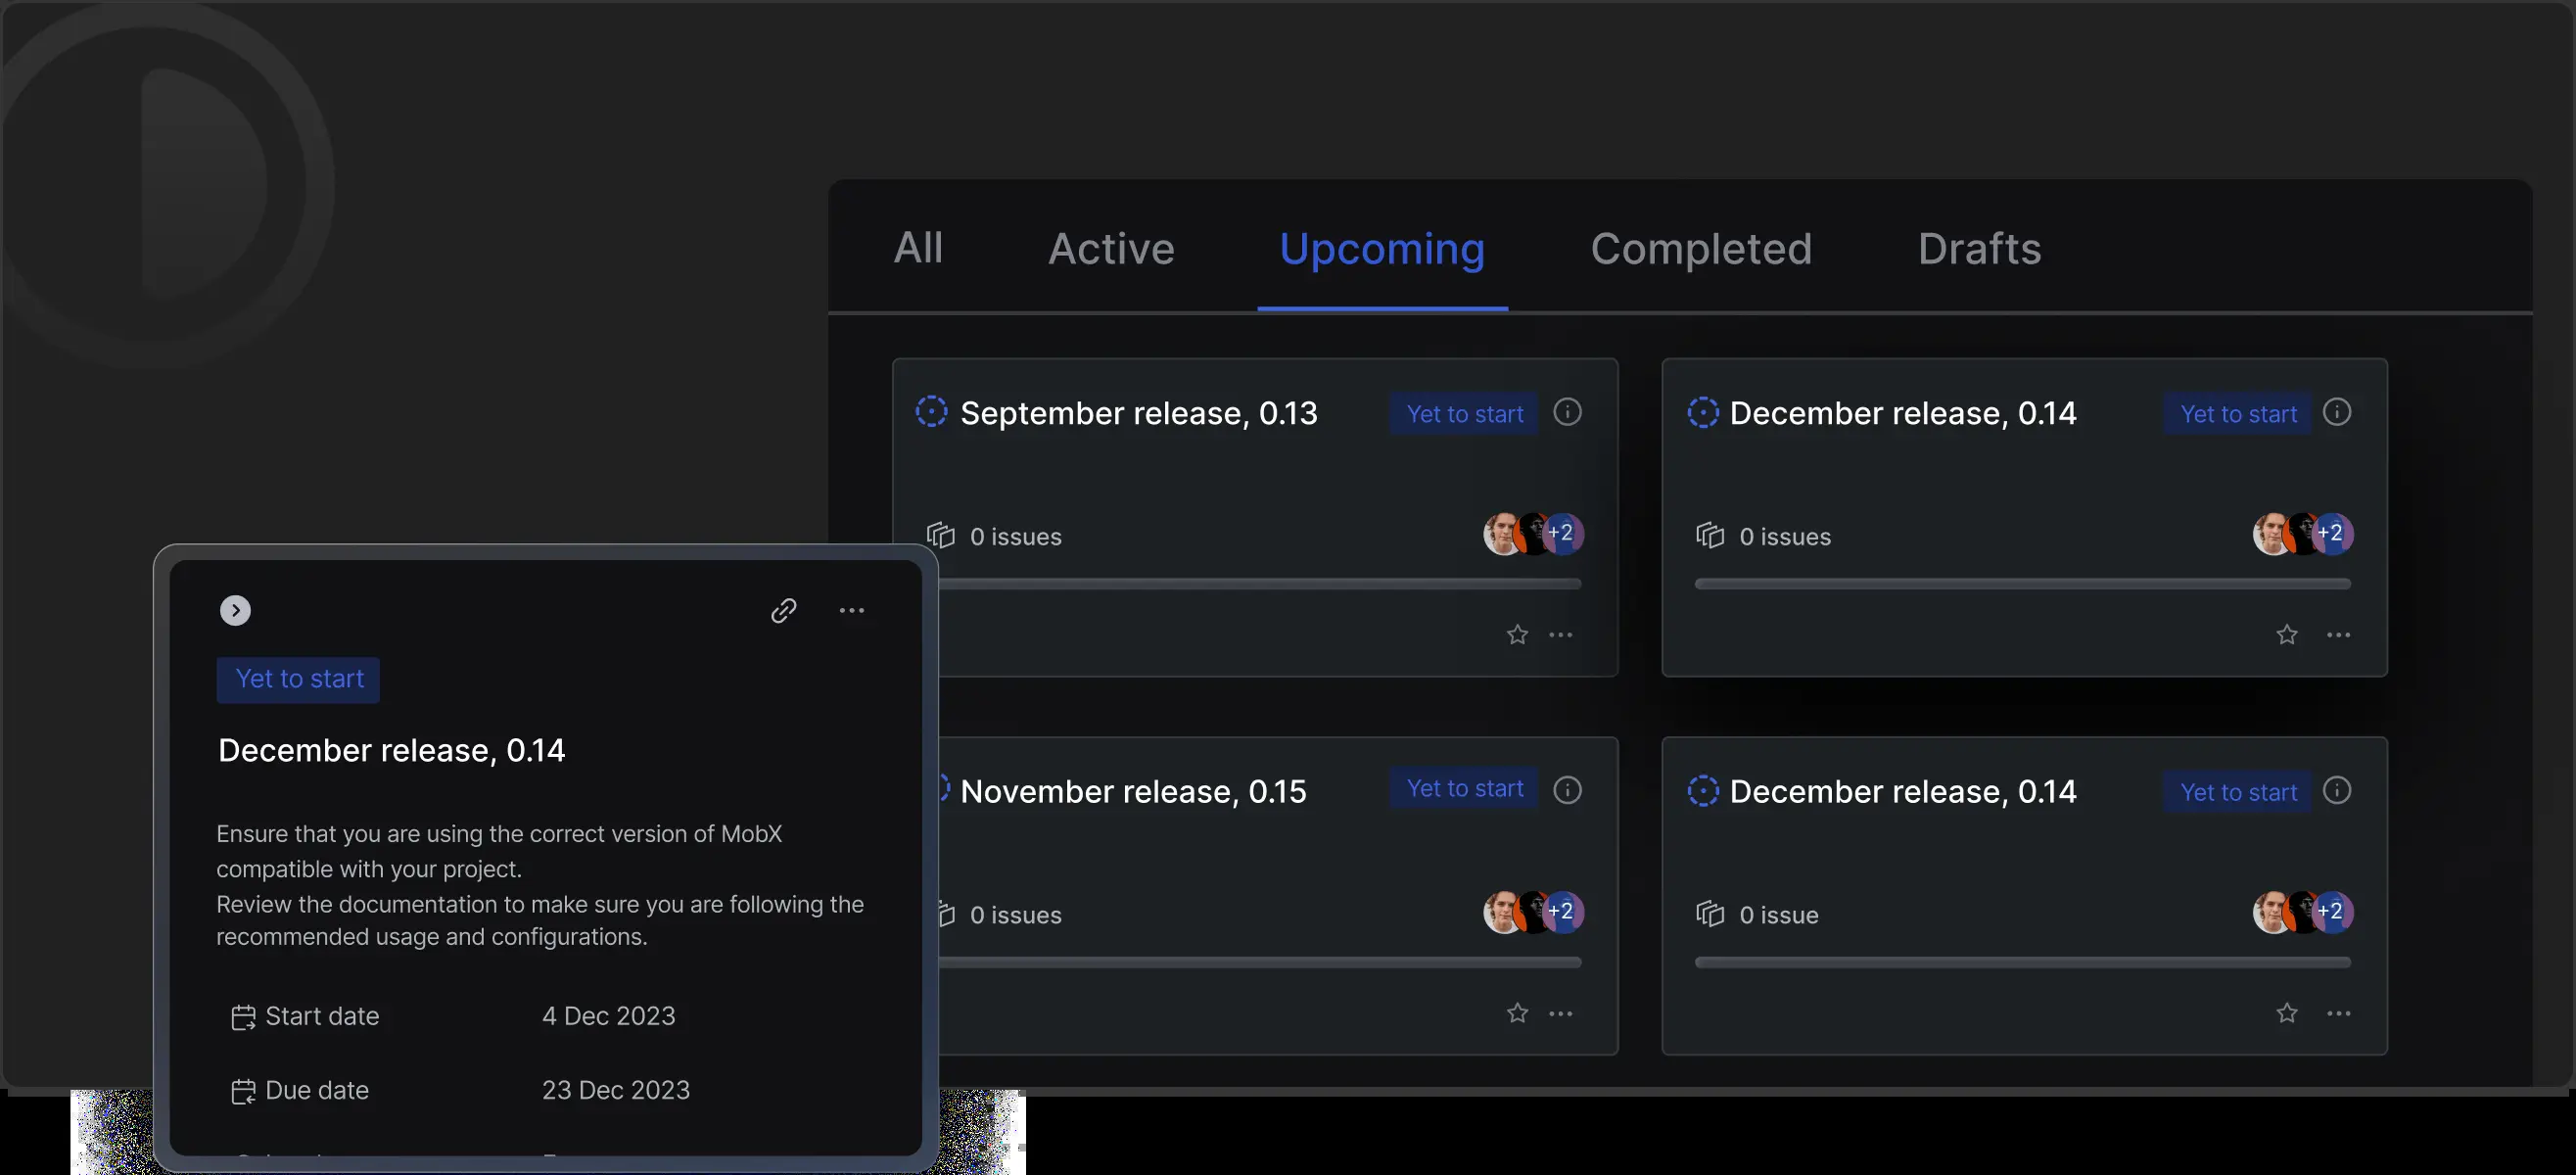 All Active Upcoming Completed Drafts
September release, 0.13 Yet to start
0 issues +2
December release, 0.14 Yet to start
0 issues +2
November release, 0.15 Yet to start
0 issues +2
December release, 0.14 Yet to start
0 issue +2
Yet to start
December release, 0.14
Ensure that you are using the correct version of MobX
compatible with your project.
Review the documentation to make sure you are following the
recommended usage and configurations.
Start date 4 Dec 2023
Due date 23 Dec 2023